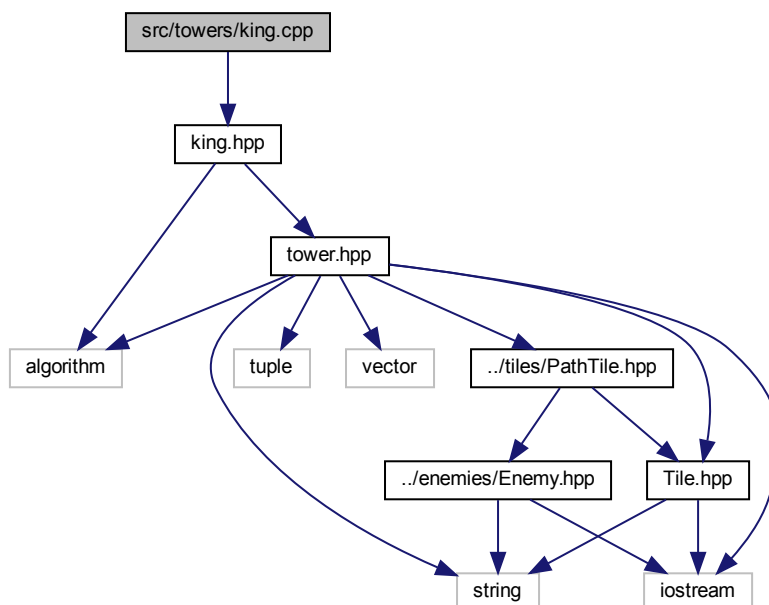 src/towers/king.cpp
king.hpp
tower.hpp
algorithm
tuple
vector
../tiles/PathTile.hpp
../enemies/Enemy.hpp
Tile.hpp
string
iostream